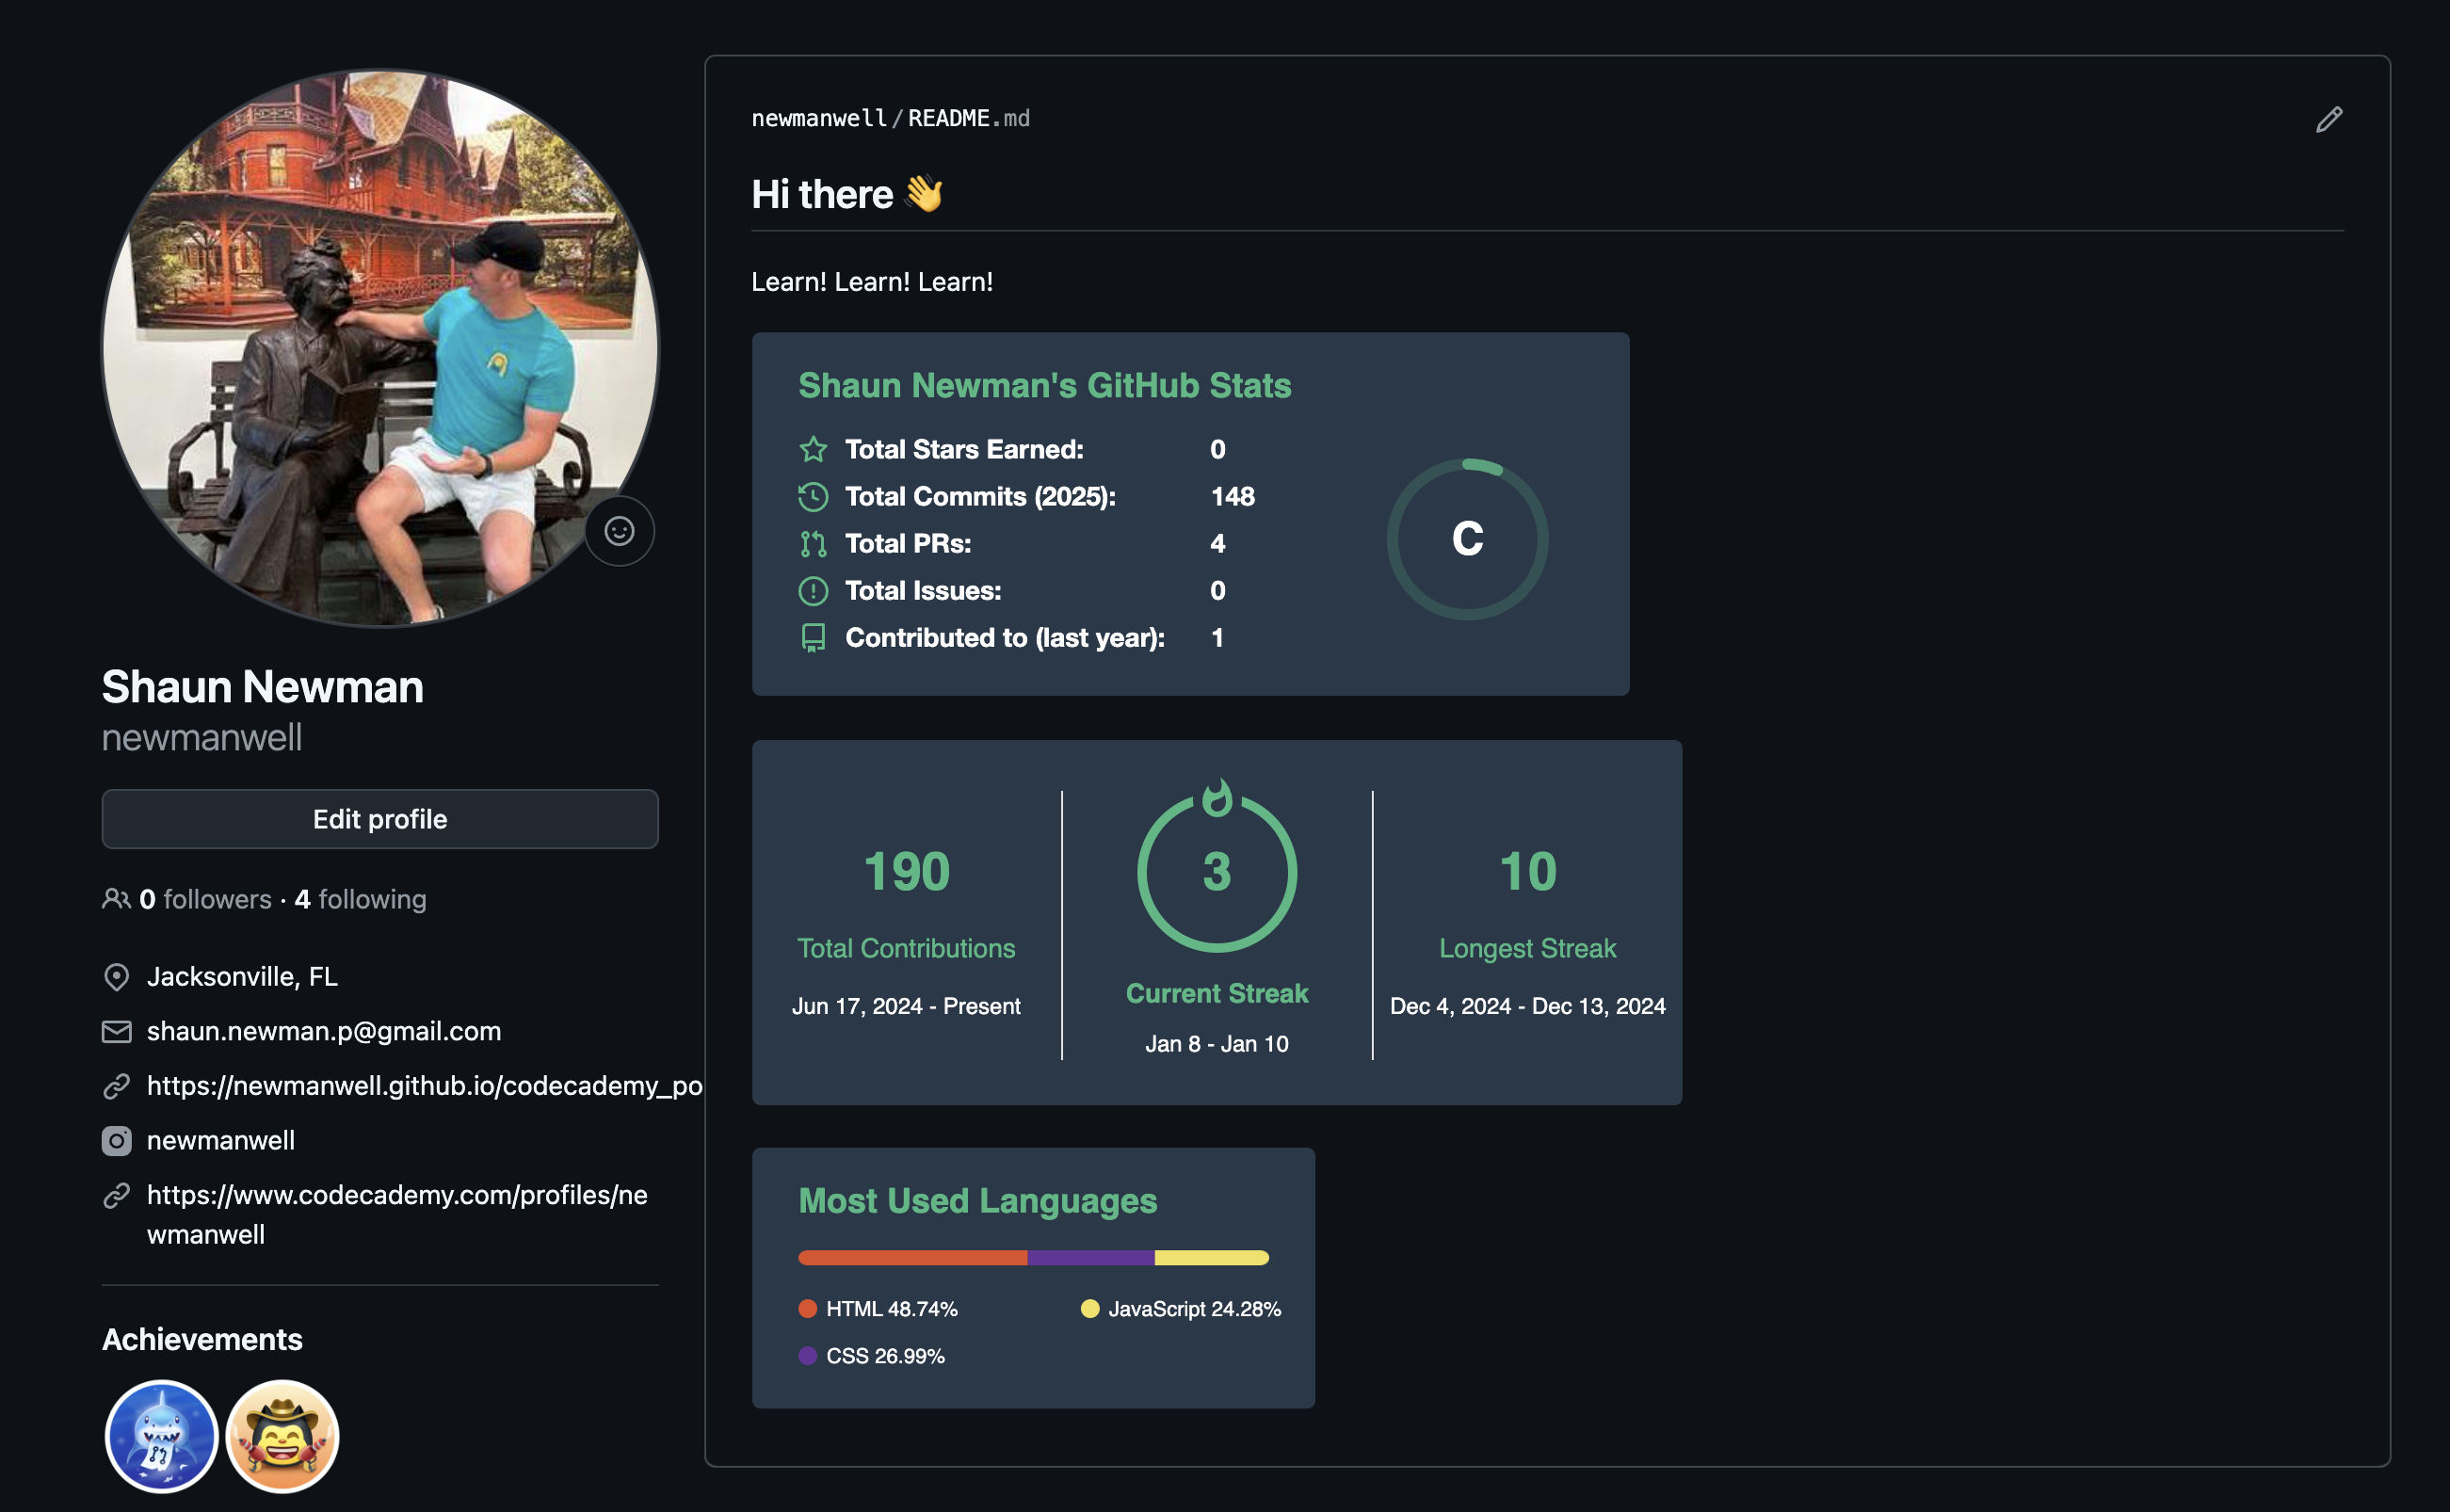 newmanwell/README.md
Hi there 👋
Learn! Learn! Learn!
Shaun Newman's GitHub Stats
Total Stars Earned: 0
Total Commits (2025): 148
Total PRs: 4
Total Issues: 0
Contributed to (last year): 1
C
190
Total Contributions
Jun 17, 2024 - Present
3
Current Streak
Jan 8 - Jan 10
10
Longest Streak
Dec 4, 2024 - Dec 13, 2024
Most Used Languages
HTML 48.74%
JavaScript 24.28%
CSS 26.99%
Shaun Newman
newmanwell
Edit profile
0 followers · 4 following
Jacksonville, FL
shaun.newman.p@gmail.com
https://newmanwell.github.io/codecademy_po
newmanwell
https://www.codecademy.com/profiles/ne
wmanwell
Achievements